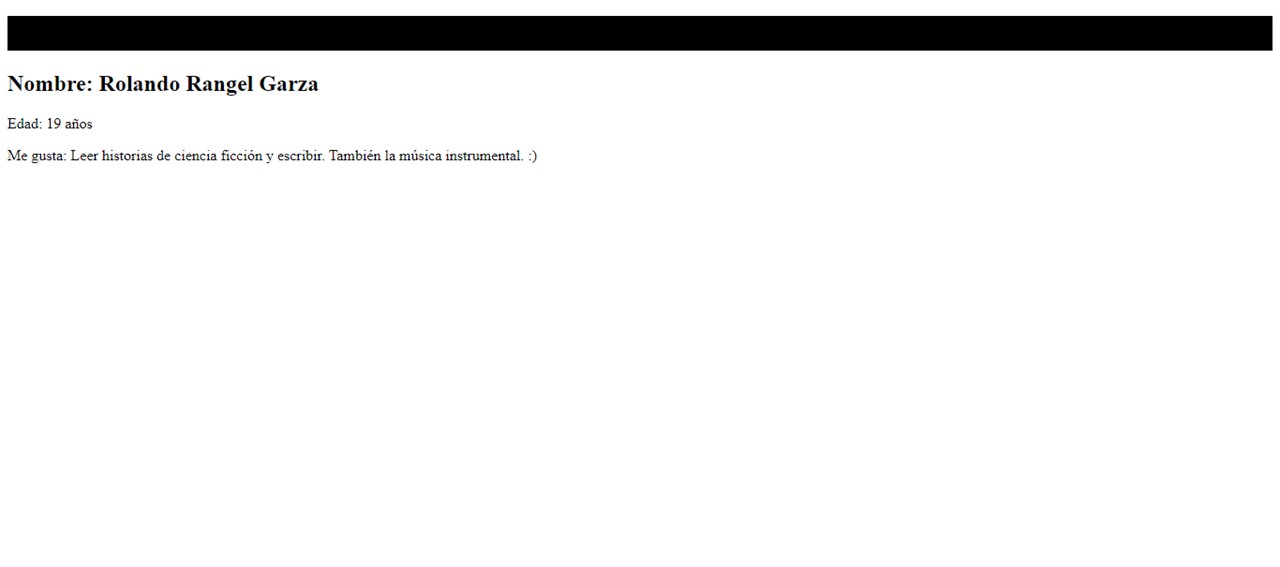 Nombre: Rolando Rangel Garza
Edad: 19 años
Me gusta: Leer historias de ciencia ficción y escribir. También la música instrumental. :)